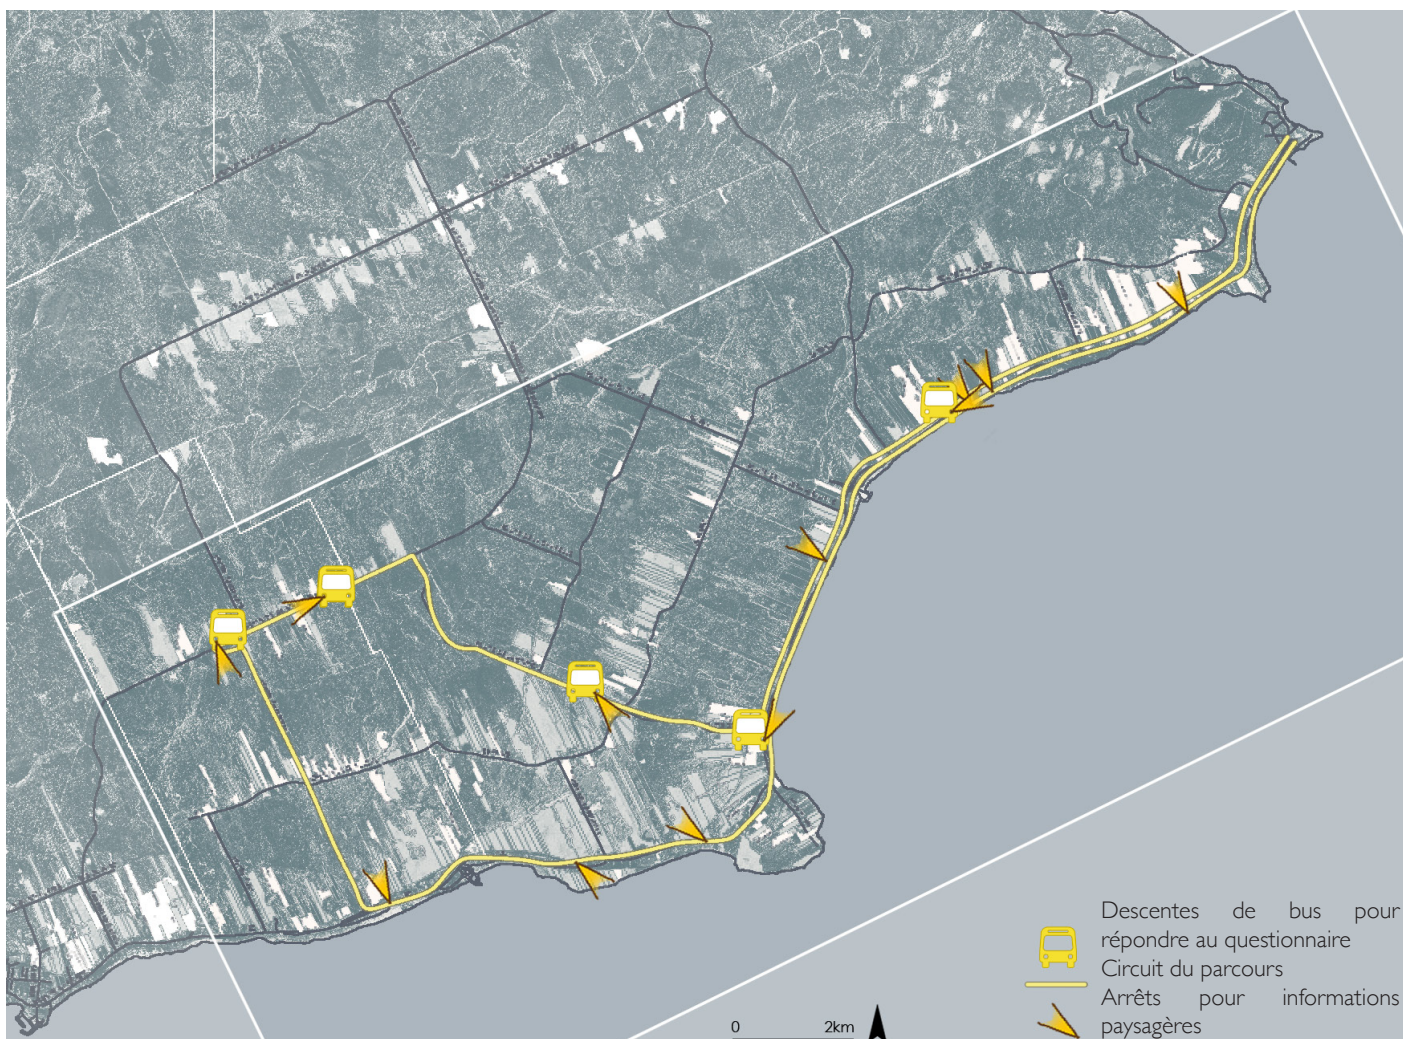 Descentes de bus pour
répondre au questionnaire
Circuit du parcours
Arrêts pour informations
paysagères
0 2km